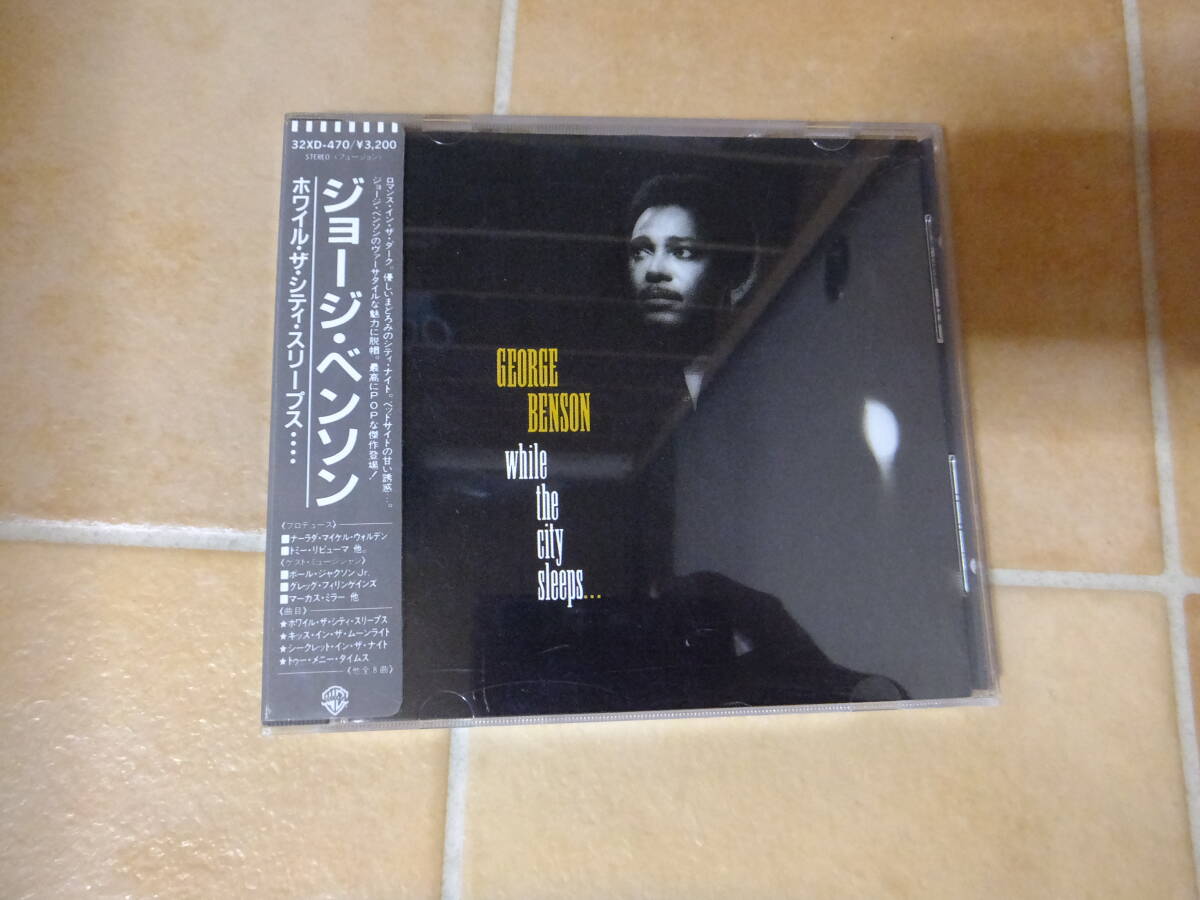 32XD-470/¥3,200
STEREO (フュージョン)
ロマンス・イン・ザ・ダーク。優しいまどろみのシティ・ナイト。ベッドサイドの甘い誘惑…。
ジョージ・ベンソンのヴァーサタイルな魅力に脱帽。最高にPOPな傑作登場!
ジョージ・ベンソン
ホワイル・ザ・シティ・スリープス‥‥
《プロデュース》
■ナーラダ・マイケル・ウォルデン
■トミー・リピューマ 他。
《ゲスト・ミュージシャン》
■ポール・ジャクソンJr.
■グレッグ・フィリンゲインズ
■マーカス・ミラー 他
《曲目》
★ホワイル・ザ・シティ・スリープス
★キッス・イン・ザ・ムーンライト
★シークレット・イン・ザ・ナイト
★トゥー・メニー・タイムス
《他全8曲》
GEORGE
BENSON
while
the
city
sleeps...